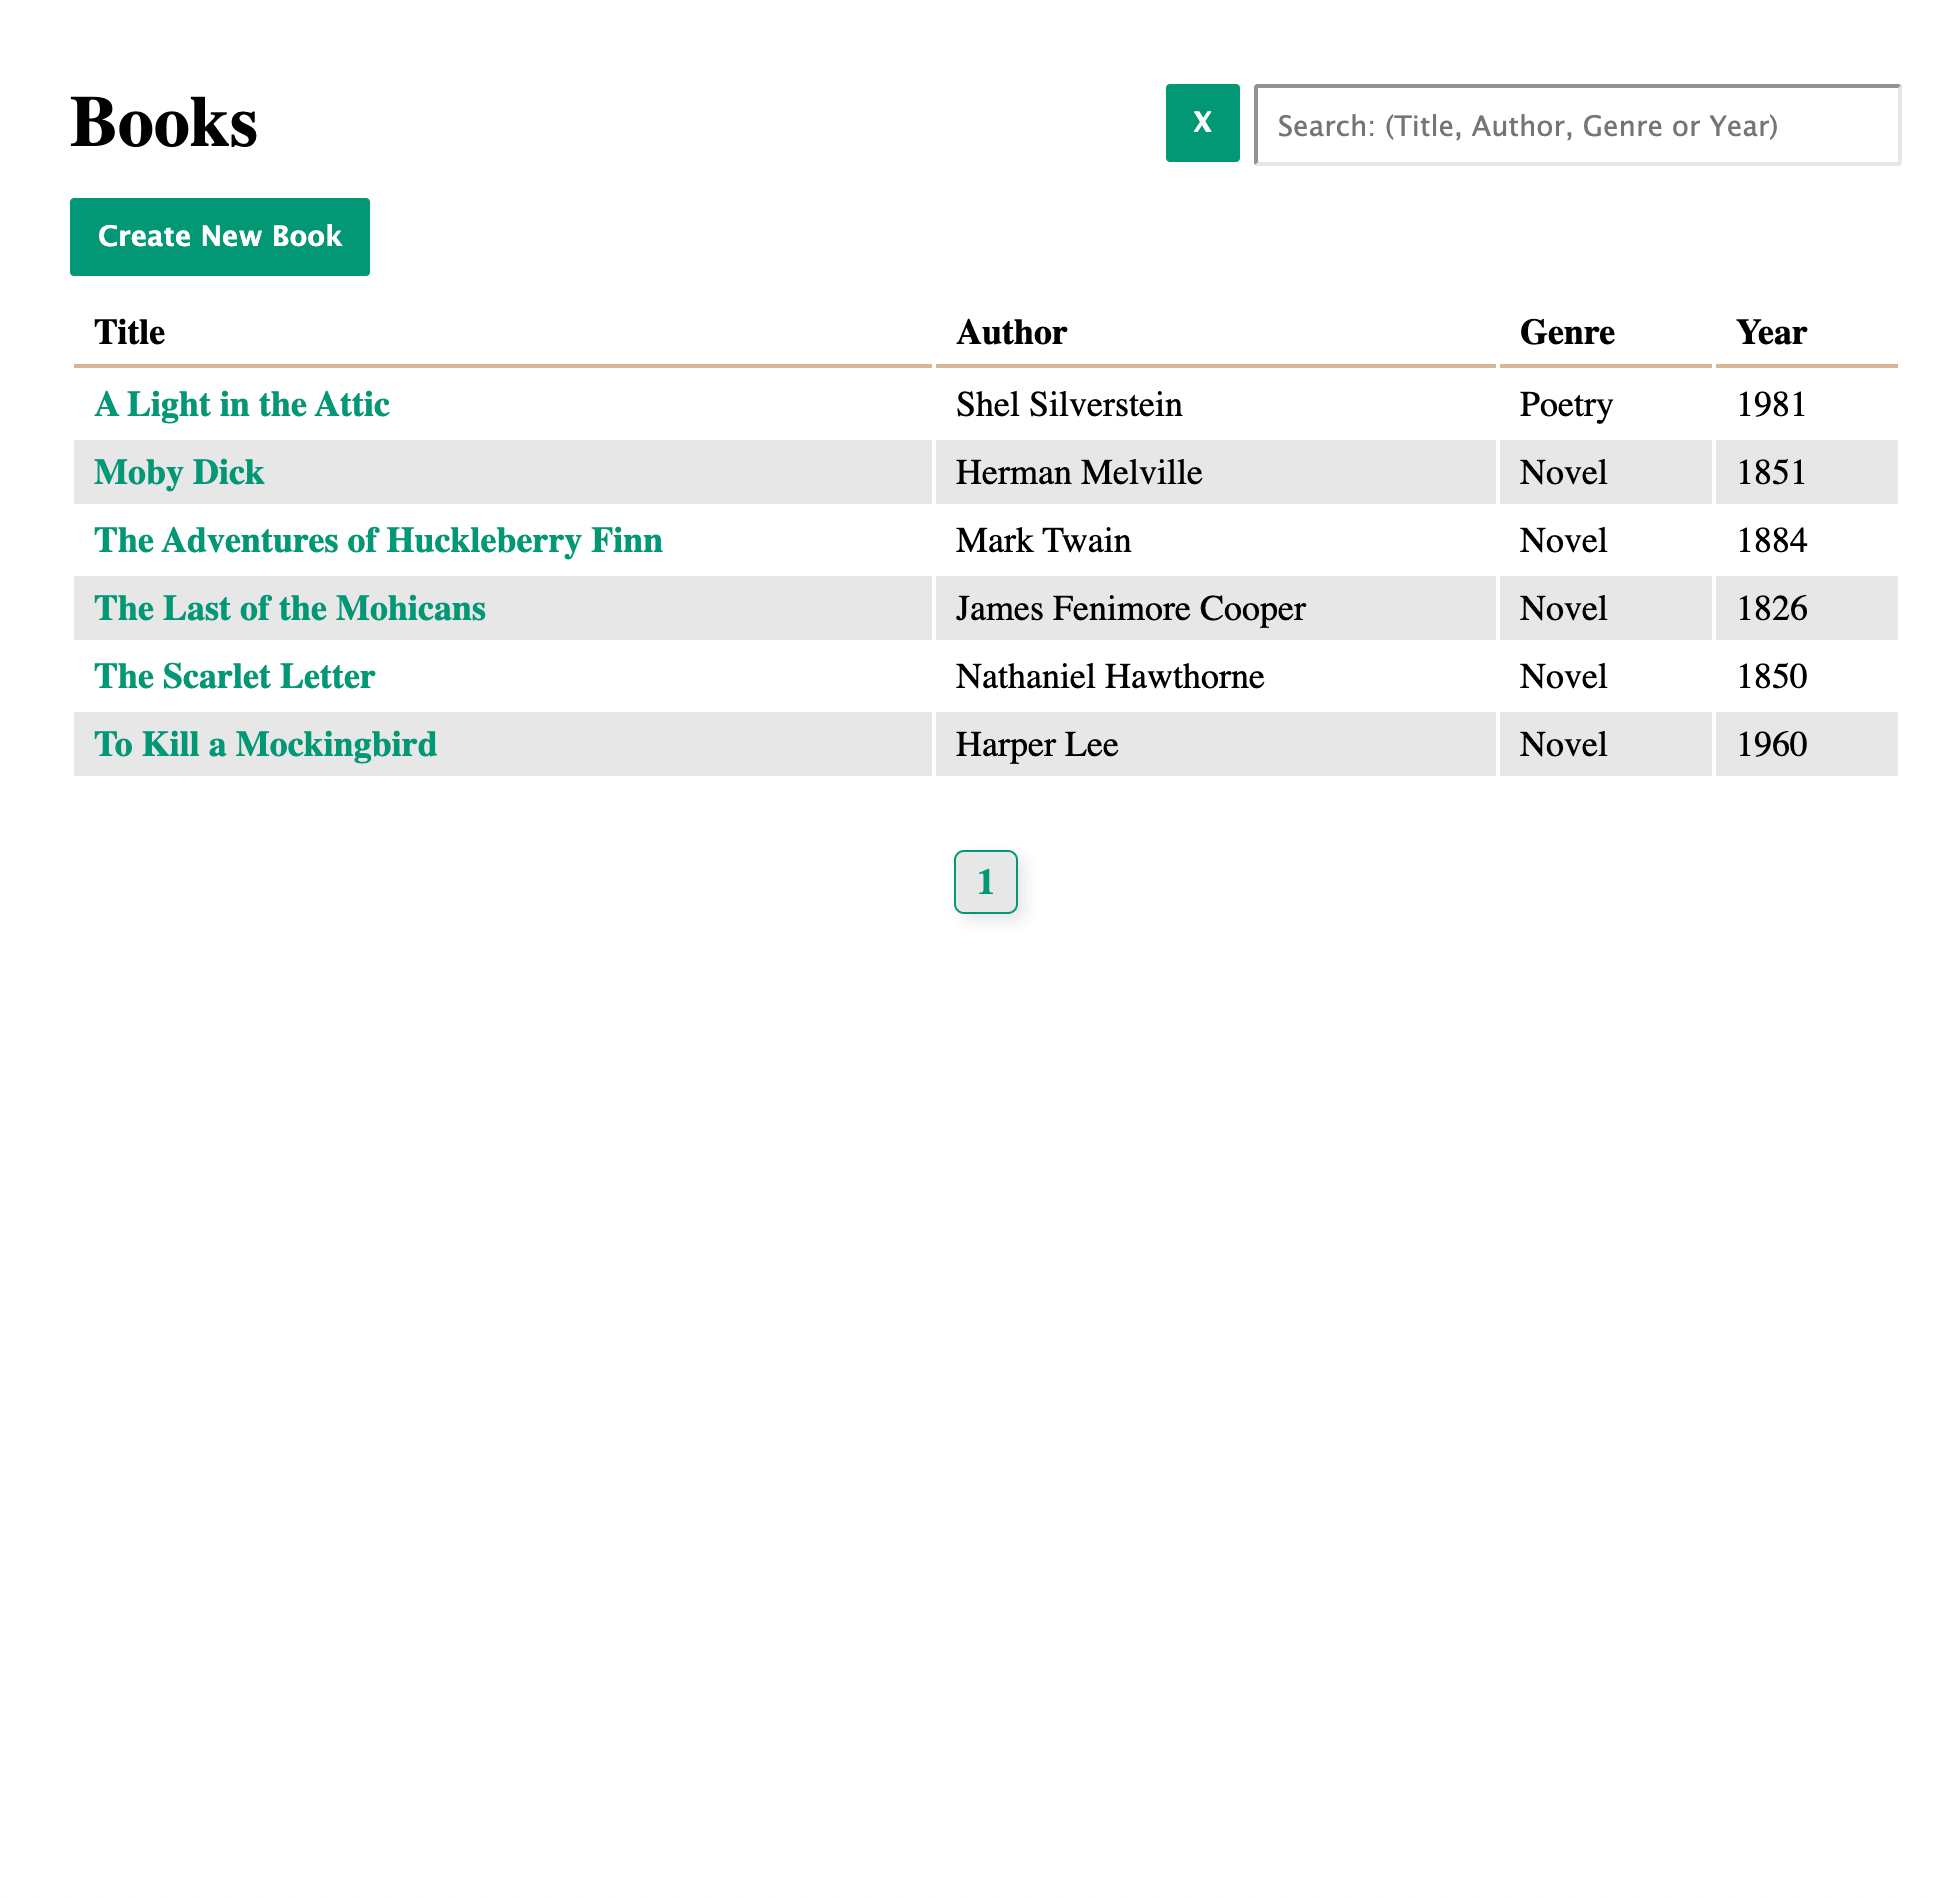 Books
X
Search: (Title, Author, Genre or Year)
Create New Book
Title Author Genre Year
A Light in the Attic Shel Silverstein Poetry 1981
Moby Dick Herman Melville Novel 1851
The Adventures of Huckleberry Finn Mark Twain Novel 1884
The Last of the Mohicans James Fenimore Cooper Novel 1826
The Scarlet Letter Nathaniel Hawthorne Novel 1850
To Kill a Mockingbird Harper Lee Novel 1960
1